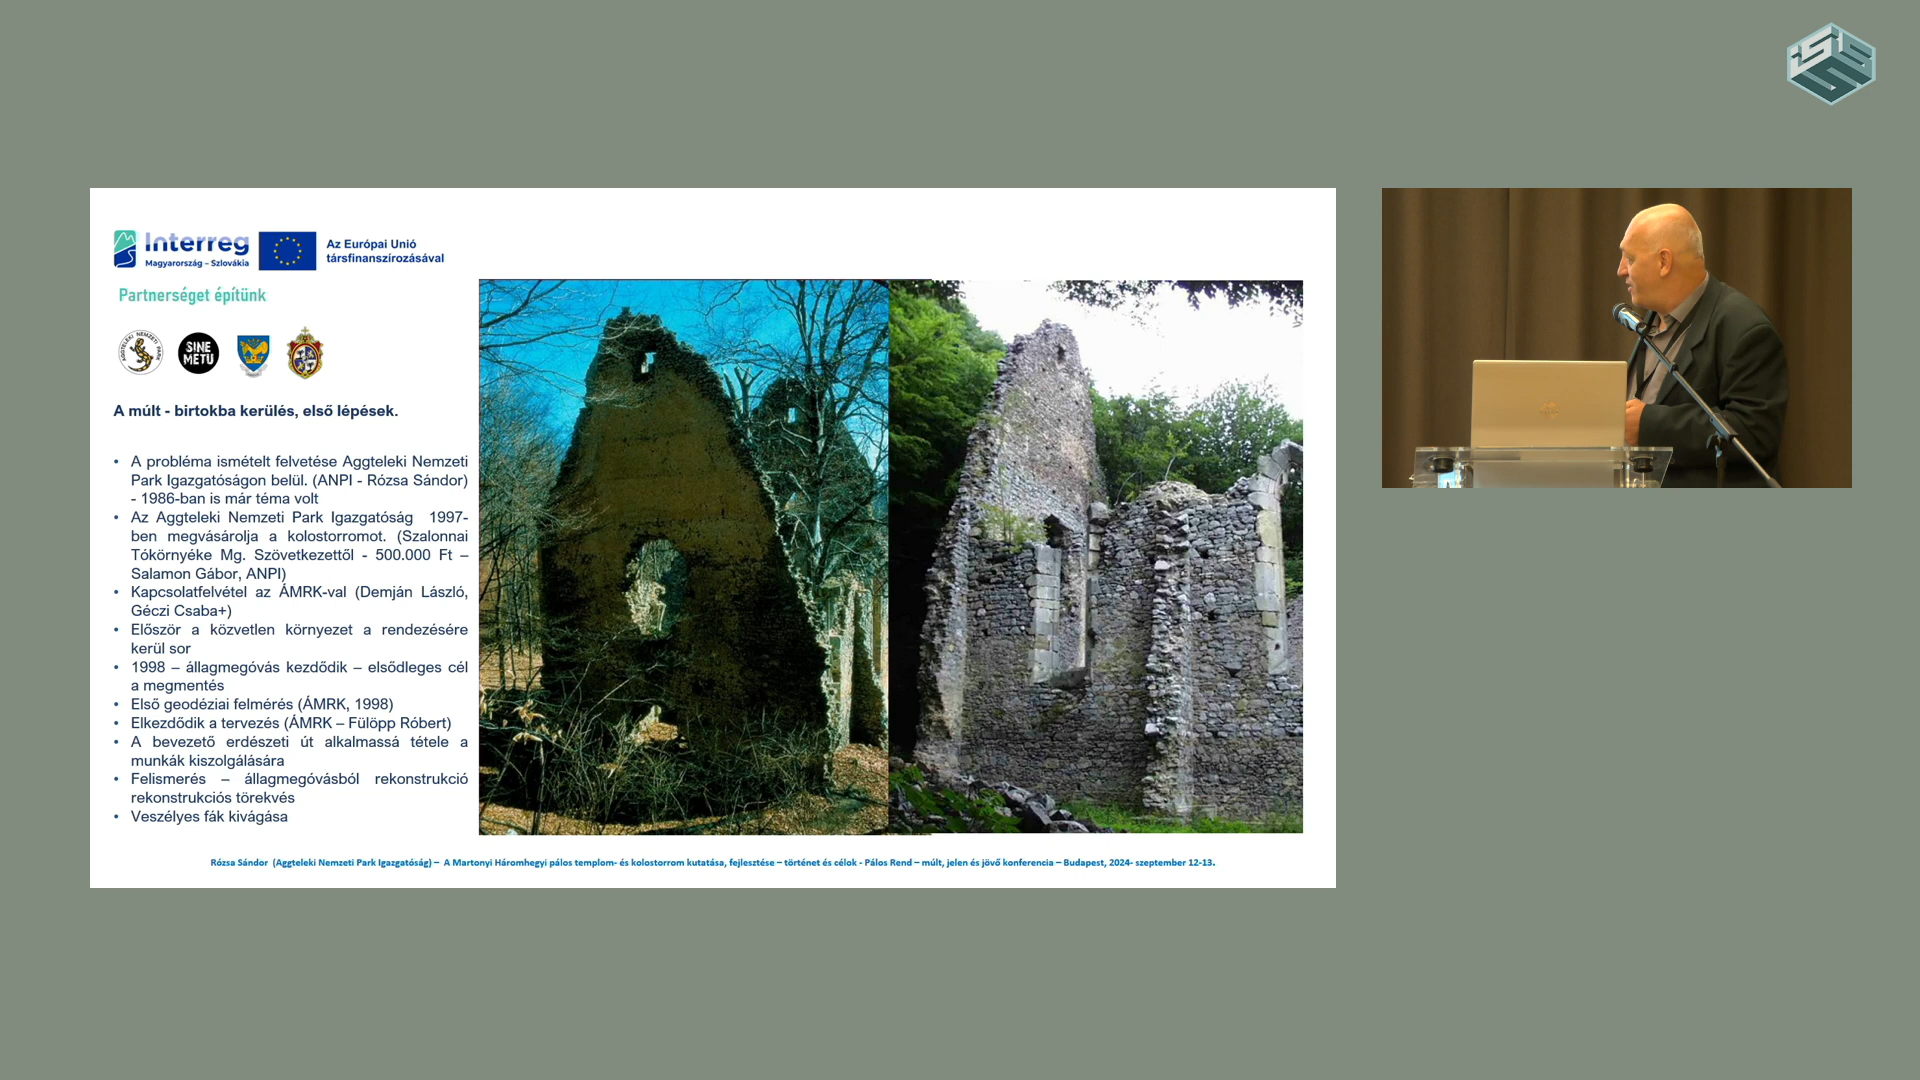 Interreg
Magyarország – Szlovákia
Az Európai Unió
társfinanszírozásával
Partnerséget építünk
AGGTELEKI NEMZETI PARK
SINE
METU
A múlt - birtokba kerülés, első lépések.
• A probléma ismételt felvetése Aggteleki Nemzeti
Park Igazgatóságon belül. (ANPI - Rózsa Sándor)
- 1986-ban is már téma volt
• Az Aggteleki Nemzeti Park Igazgatóság 1997-
ben megvásárolja a kolostorromot. (Szalonnai
Tókörnyéke Mg. Szövetkezettől - 500.000 Ft –
Salamon Gábor, ANPI)
• Kapcsolatfelvétel az ÁMRK-val (Demján László,
Géczi Csaba+)
• Először a közvetlen környezet a rendezésére
kerül sor
• 1998 – állagmegóvás kezdődik – elsődleges cél
a megmentés
• Első geodéziai felmérés (ÁMRK, 1998)
• Elkezdődik a tervezés (ÁMRK – Fülöpp Róbert)
• A bevezető erdészeti út alkalmassá tétele a
munkák kiszolgálására
• Felismerés – állagmegóvásból rekonstrukció
rekonstrukciós törekvés
• Veszélyes fák kivágása
Rózsa Sándor (Aggteleki Nemzeti Park Igazgatóság) – A Martonyi Háromhegyi pálos templom- és kolostorrom kutatása, fejlesztése – történet és célok - Pálos Rend – múlt, jelen és jövő konferencia – Budapest, 2024- szeptember 12-13.